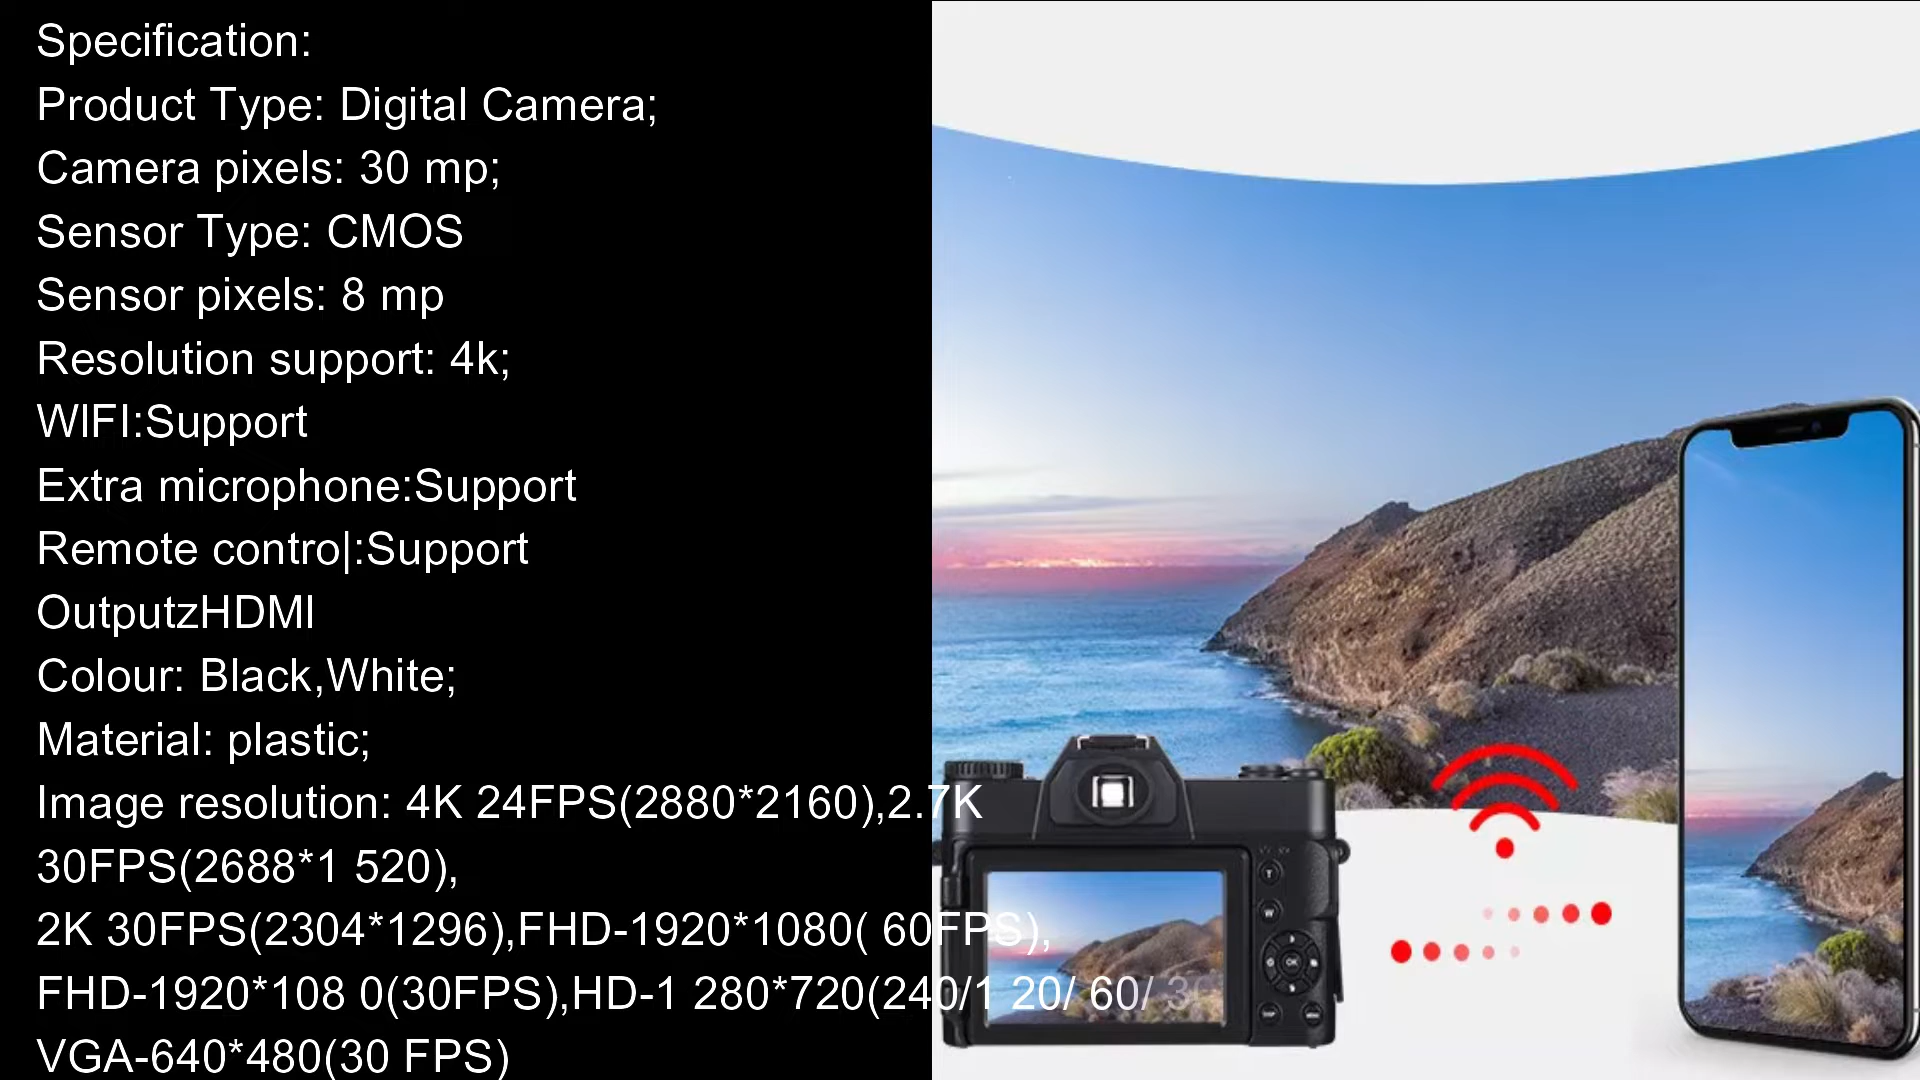 Specification:
Product Type: Digital Camera;
Camera pixels: 30 mp;
Sensor Type: CMOS
Sensor pixels: 8 mp
Resolution support: 4k;
WIFI:Support
Extra microphone:Support
Remote contro|:Support
OutputzHDMI
Colour: Black,White;
Material: plastic;
Image resolution: 4K 24FPS(2880*2160),2.7K
30FPS(2688*1 520),
2K 30FPS(2304*1296),FHD-1920*1080( 60FPS),
FHD-1920*108 0(30FPS),HD-1 280*720(240/1 20/ 60/ 30
VGA-640*480(30 FPS)
T
W
OK